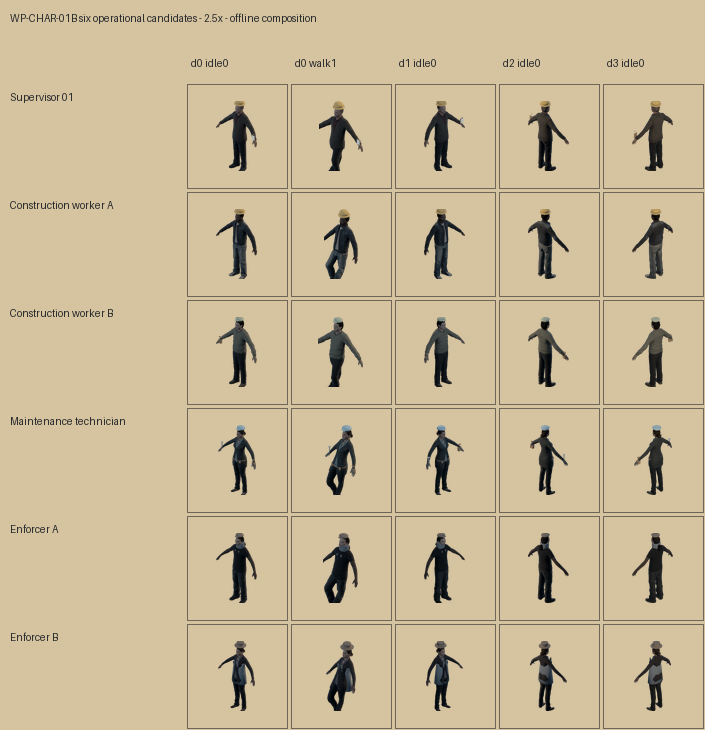 WP-CHAR-01B six operational candidates - 2.5x - offline composition
d0 idle0 d0 walk1 d1 idle0 d2 idle0 d3 idle0
Supervisor 01
Construction worker A
Construction worker B
Maintenance technician
Enforcer A
Enforcer B